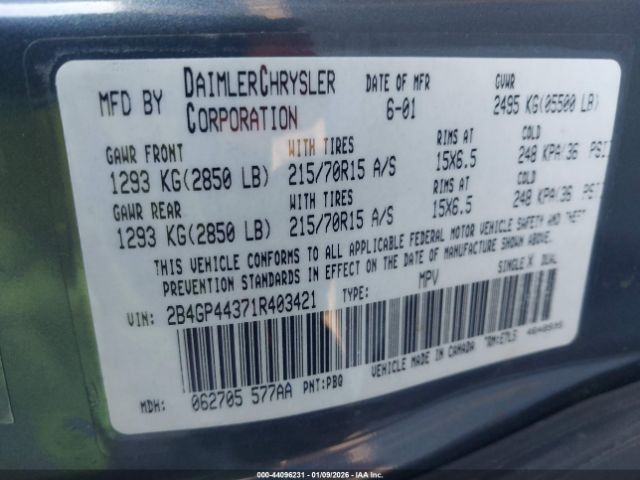 MFD BY DAIMLERCHRYSLER CORPORATION DATE OF MFR 6-01 GVWR 2495 KG(05500 LB)
GAWR FRONT WITH TIRES RIMS AT COLD
1293 KG(2850 LB) 215/70R15 A/S 15X6.5 248 KPA/36 PSI
GAWR REAR WITH TIRES RIMS AT COLD
1293 KG(2850 LB) 215/70R15 A/S 15X6.5 248 KPA/36 PSI
THIS VEHICLE CONFORMS TO ALL APPLICABLE FEDERAL MOTOR VEHICLE SAFETY AND THEFT
PREVENTION STANDARDS IN EFFECT ON THE DATE OF MANUFACTURE SHOWN ABOVE.
VIN: 2B4GP44371R403421 TYPE: MPV SINGLE X DUAL
MDH: 062705 577AA PNT:PBQ VEHICLE MADE IN CANADA
00-44096231 - 01/09/2026 - IAA Inc.